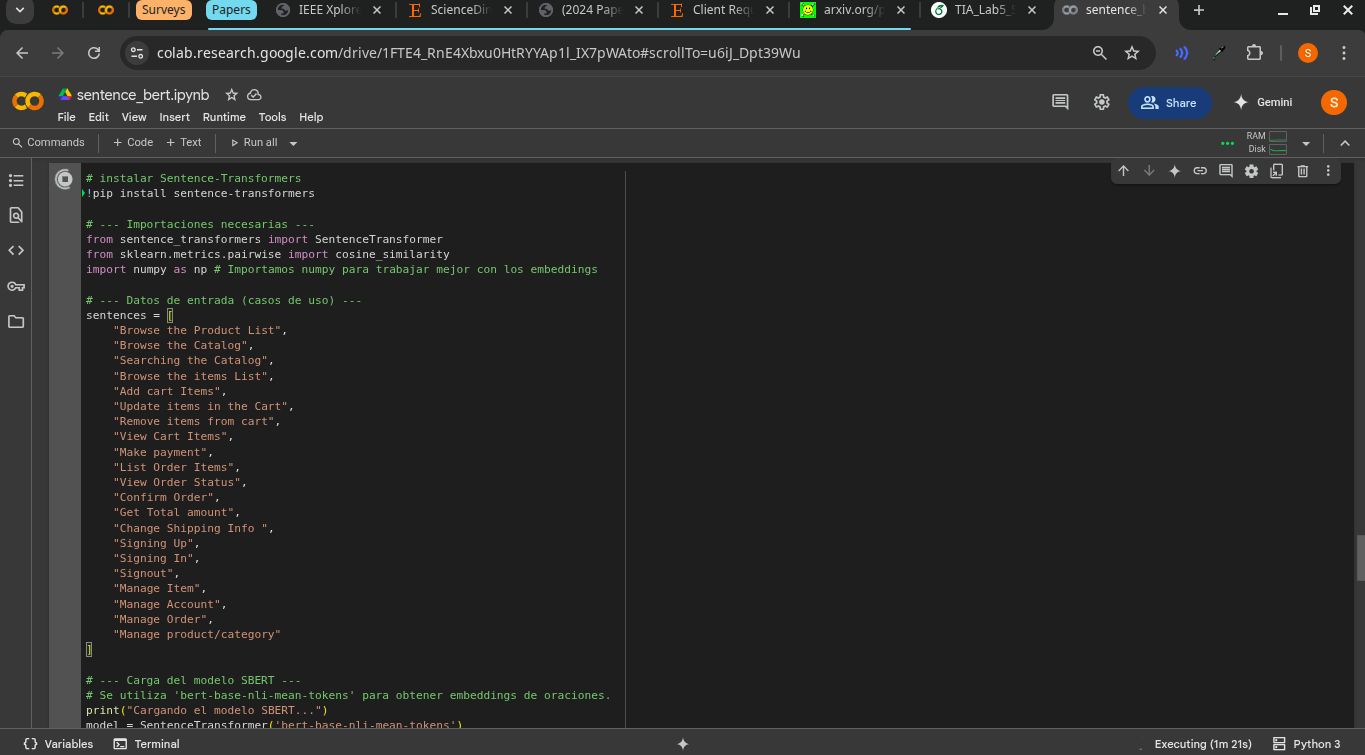 Surveys
Papers
IEEE Xplore
ScienceDir
(2024 Pape
Client Req
arxiv.org/p
TIA_Lab5_S
sentence_b
colab.research.google.com/drive/1FTE4_RnE4Xbxu0HtRYYAp1l_IX7pWAto#scrollTo=u6iJ_Dpt39Wu
S
sentence_bert.ipynb
Share
Gemini
S
File Edit View Insert Runtime Tools Help
Commands + Code + Text Run all
RAM
Disk
# instalar Sentence-Transformers
!pip install sentence-transformers
# --- Importaciones necesarias ---
from sentence_transformers import SentenceTransformer
from sklearn.metrics.pairwise import cosine_similarity
import numpy as np # Importamos numpy para trabajar mejor con los embeddings
# --- Datos de entrada (casos de uso) ---
sentences = [
"Browse the Product List",
"Browse the Catalog",
"Searching the Catalog",
"Browse the items List",
"Add cart Items",
"Update items in the Cart",
"Remove items from cart",
"View Cart Items",
"Make payment",
"List Order Items",
"View Order Status",
"Confirm Order",
"Get Total amount",
"Change Shipping Info ",
"Signing Up",
"Signing In",
"Signout",
"Manage Item",
"Manage Account",
"Manage Order",
"Manage product/category"
]
# --- Carga del modelo SBERT ---
# Se utiliza 'bert-base-nli-mean-tokens' para obtener embeddings de oraciones.
print("Cargando el modelo SBERT...")
model = SentenceTransformer('bert-base-nli-mean-tokens')
Variables
Terminal
Executing (1m 21s)
Python 3